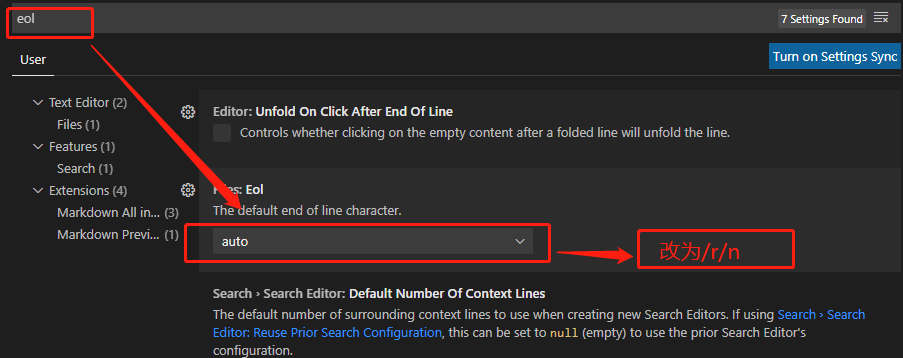 eol
7 Settings Found
User
Turn on Settings Sync
Text Editor (2)
Files (1)
Features (1)
Search (1)
Extensions (4)
Markdown All in... (3)
Markdown Previ... (1)
Editor: Unfold On Click After End Of Line
Controls whether clicking on the empty content after a folded line will unfold the line.
Files: Eol
The default end of line character.
auto
改为/r/n
Search › Search Editor: Default Number Of Context Lines
The default number of surrounding context lines to use when creating new Search Editors. If using Search › Search
Editor: Reuse Prior Search Configuration, this can be set to null (empty) to use the prior Search Editor's
configuration.